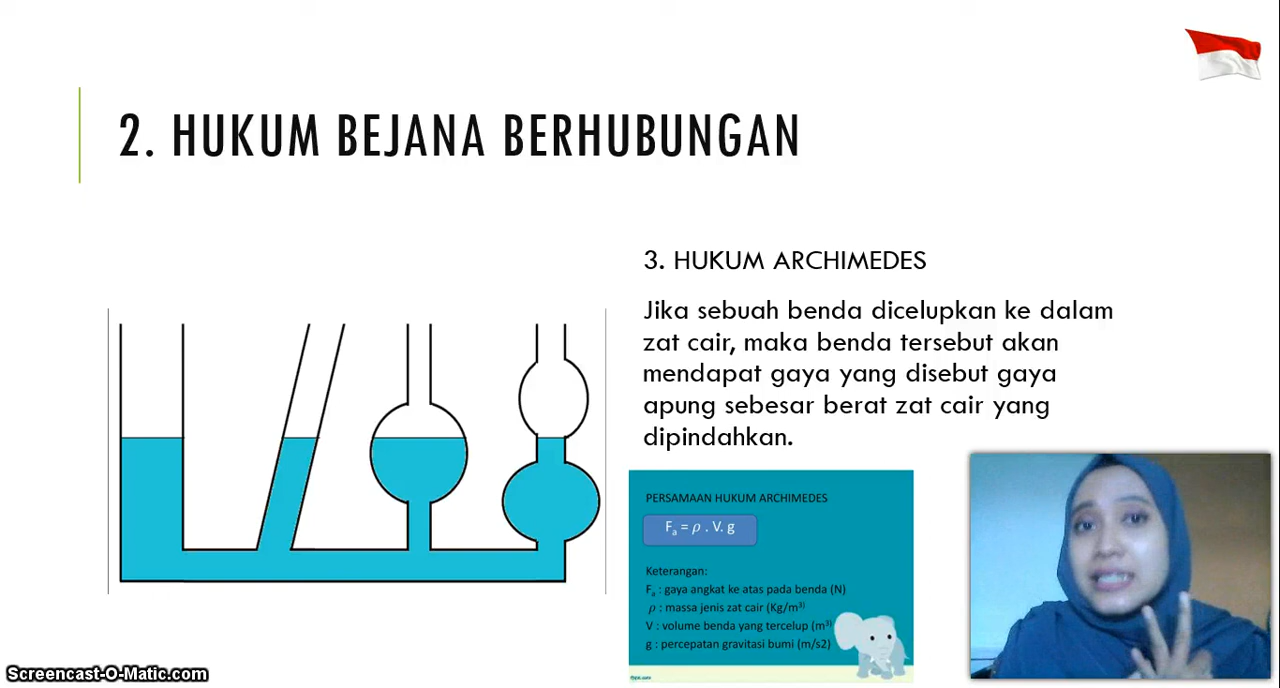 2. HUKUM BEJANA BERHUBUNGAN
3. HUKUM ARCHIMEDES
Jika sebuah benda dicelupkan ke dalam
zat cair, maka benda tersebut akan
mendapat gaya yang disebut gaya
apung sebesar berat zat cair yang
dipindahkan.
PERSAMAAN HUKUM ARCHIMEDES
Fₐ = ρ . V. g
Keterangan:
Fₐ : gaya angkat ke atas pada benda (N)
ρ : massa jenis zat cair (Kg/m³⁾
V : volume benda yang tercelup (m³⁾
g : percepatan gravitasi bumi (m/s2)
Screencast-O-Matic.com